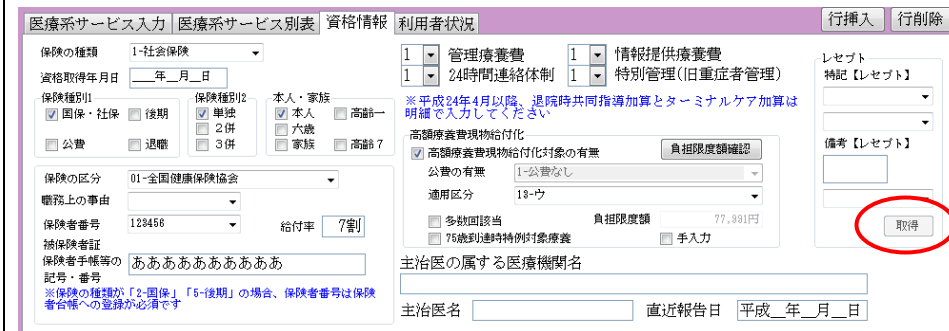 医療系サービス入力 医療系サービス別表 資格情報 利用者状況 行挿入 行削除
保険の種類 1-社会保険
資格取得年月日 ____年__月__日
保険種別1 保険種別2 本人・家族
国保・社保 後期 単独 本人 高齢一
2併 六歳
公費 退職 3併 家族 高齢7
保険の区分 01-全国健康保険協会
職務上の事由
保険者番号 123456 給付率 7割
被保険者証
保険者手帳等の
記号・番号
ああああああああああ
※保険の種類が「2-国保」「5-後期」の場合、保険者番号は保険
者台帳への登録が必須です
1 管理療養費 1 情報提供療養費
1 24時間連絡体制 1 特別管理(旧重症者管理)
※平成24年4月以降、退院時共同指導加算とターミナルケア加算は
明細で入力してください
高額療養費現物給付化
高額療養費現物給付化対象の有無 負担限度額確認
公費の有無 1-公費なし
適用区分 18-ウ
多数回該当 負担限度額 77,891円
75歳到達時特例対象療養 手入力
主治医の属する医療機関名
主治医名 直近報告日 平成__年__月__日
レセプト
特記【レセプト】
備考【レセプト】
取得